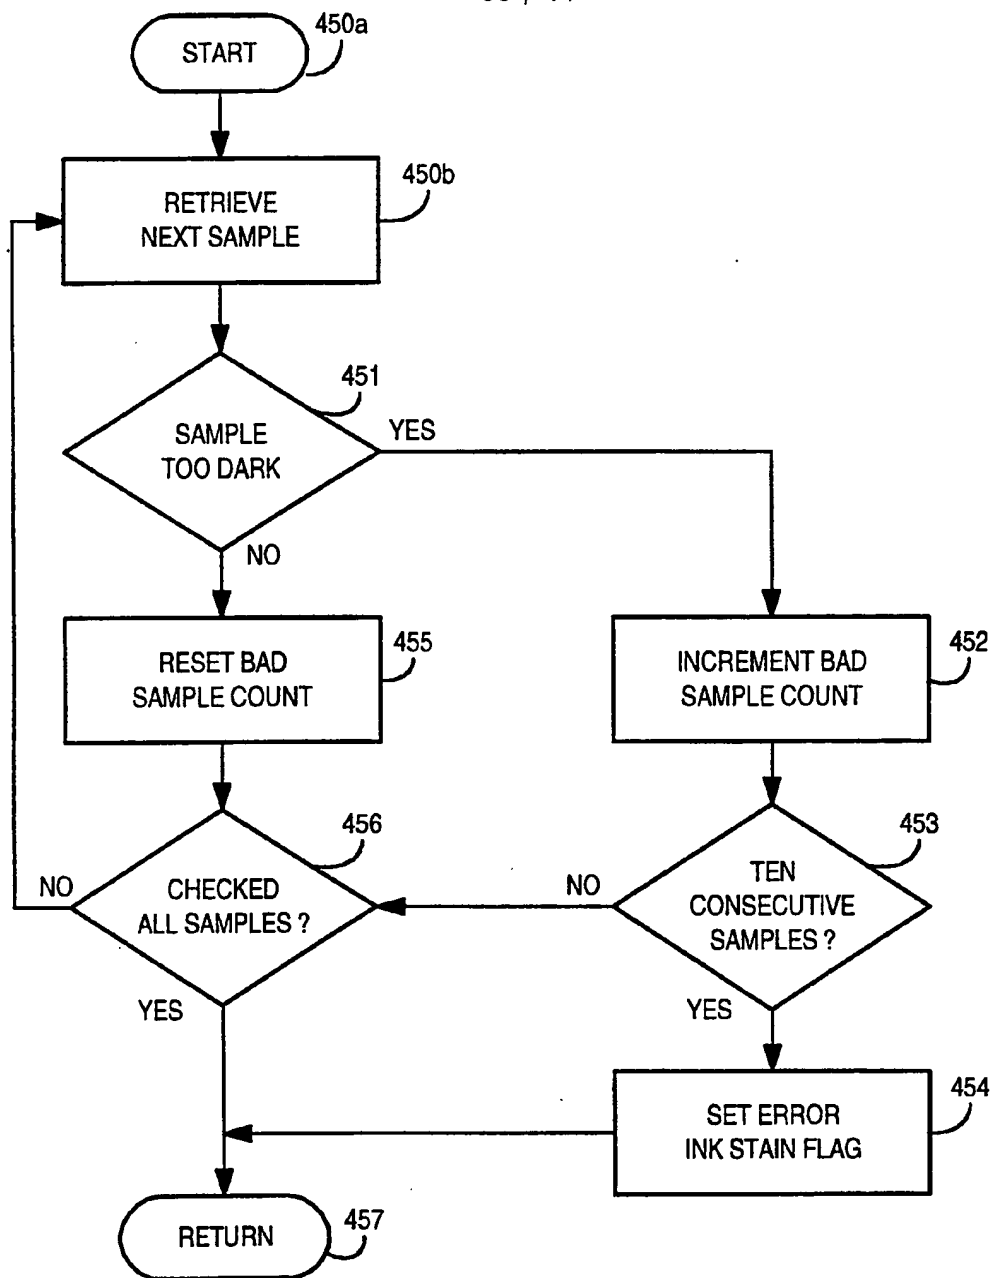 START
450a
RETRIEVE
NEXT SAMPLE
450b
SAMPLE
TOO DARK
451
YES
NO
RESET BAD
SAMPLE COUNT
455
INCREMENT BAD
SAMPLE COUNT
452
CHECKED
ALL SAMPLES ?
456
NO
YES
TEN
CONSECUTIVE
SAMPLES ?
453
NO
YES
SET ERROR
INK STAIN FLAG
454
RETURN
457